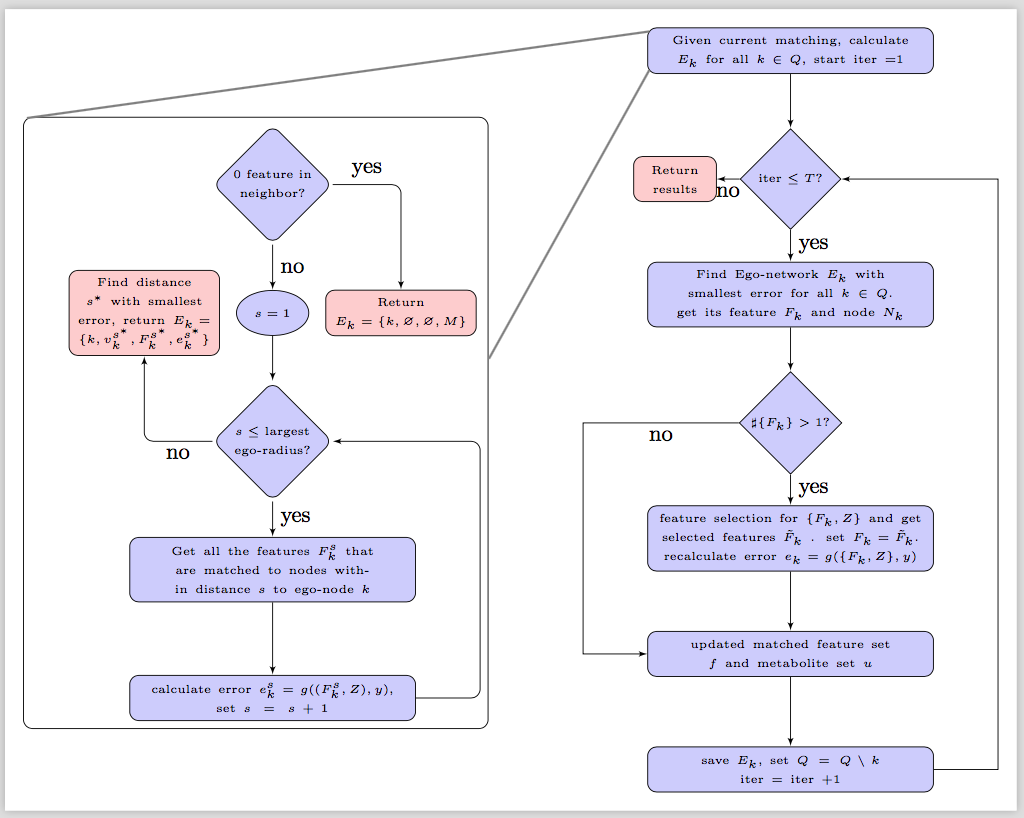 Given current matching, calculate
E_k for all k ∈ Q, start iter =1
iter ≤ T?
no
Return
results
yes
Find Ego-network E_k with
smallest error for all k ∈ Q.
get its feature F_k and node N_k
♯{F_k} > 1?
no
yes
feature selection for {F_k, Z} and get
selected features F̃_k . set F_k = F̃_k.
recalculate error e_k = g({F_k, Z}, y)
updated matched feature set
f and metabolite set u
save E_k, set Q = Q \ k
iter = iter +1
0 feature in
neighbor?
yes
no
Return
E_k = {k, ∅, ∅, M}
s = 1
Find distance
s* with smallest
error, return E_k =
{k, v_k^{s*}, F_k^{s*}, e_k^{s*}}
s ≤ largest
ego-radius?
no
yes
Get all the features F_k^s that
are matched to nodes with-
in distance s to ego-node k
calculate error e_k^s = g((F_k^s, Z), y),
set s = s + 1